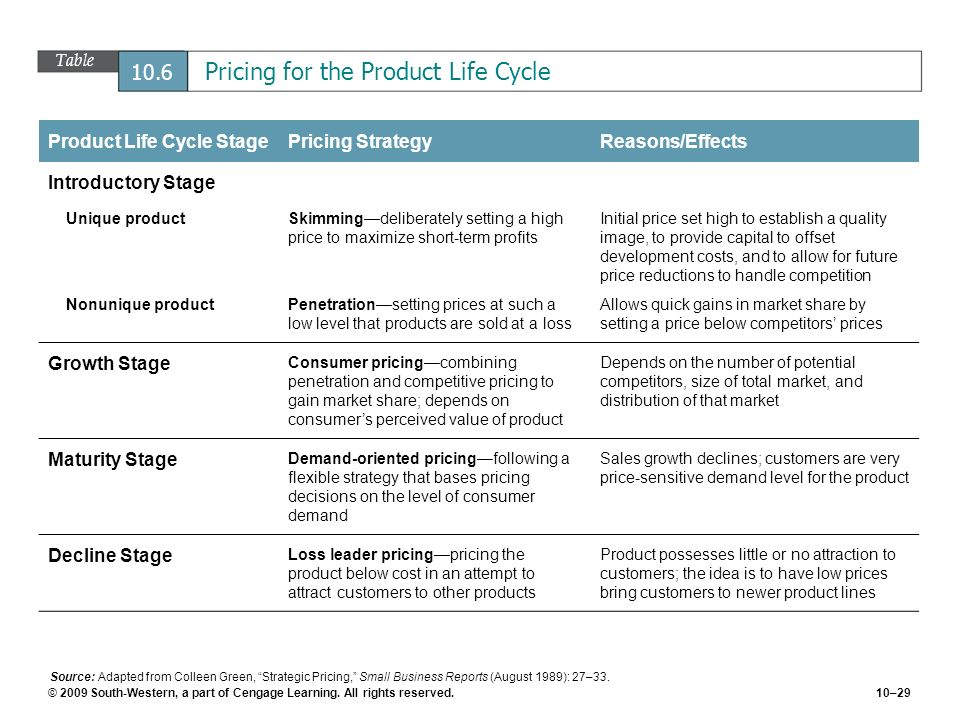 Table
10.6
Pricing for the Product Life Cycle
Product Life Cycle Stage Pricing Strategy Reasons/Effects
Introductory Stage
Unique product
Skimming—deliberately setting a high
price to maximize short-term profits
Initial price set high to establish a quality
image, to provide capital to offset
development costs, and to allow for future
price reductions to handle competition
Nonunique product
Penetration—setting prices at such a
low level that products are sold at a loss
Allows quick gains in market share by
setting a price below competitors’ prices
Growth Stage
Consumer pricing—combining
penetration and competitive pricing to
gain market share; depends on
consumer’s perceived value of product
Depends on the number of potential
competitors, size of total market, and
distribution of that market
Maturity Stage
Demand-oriented pricing—following a
flexible strategy that bases pricing
decisions on the level of consumer
demand
Sales growth declines; customers are very
price-sensitive demand level for the product
Decline Stage
Loss leader pricing—pricing the
product below cost in an attempt to
attract customers to other products
Product possesses little or no attraction to
customers; the idea is to have low prices
bring customers to newer product lines
Source: Adapted from Colleen Green, “Strategic Pricing,” Small Business Reports (August 1989): 27–33.
© 2009 South-Western, a part of Cengage Learning. All rights reserved.
10–29